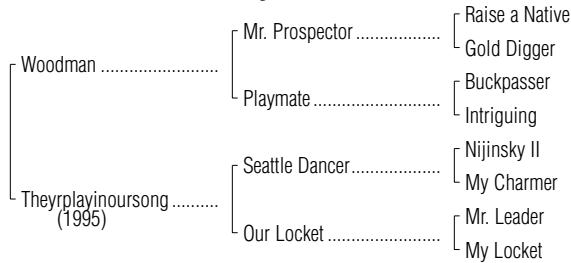 Raise a Native
Mr. Prospector ..................
Gold Digger
Woodman .........................
Buckpasser
Playmate ...........................
Intriguing
Nijinsky II
Seattle Dancer...................
My Charmer
Theyrplayinoursong ..........
(1995)
Mr. Leader
Our Locket ........................
My Locket